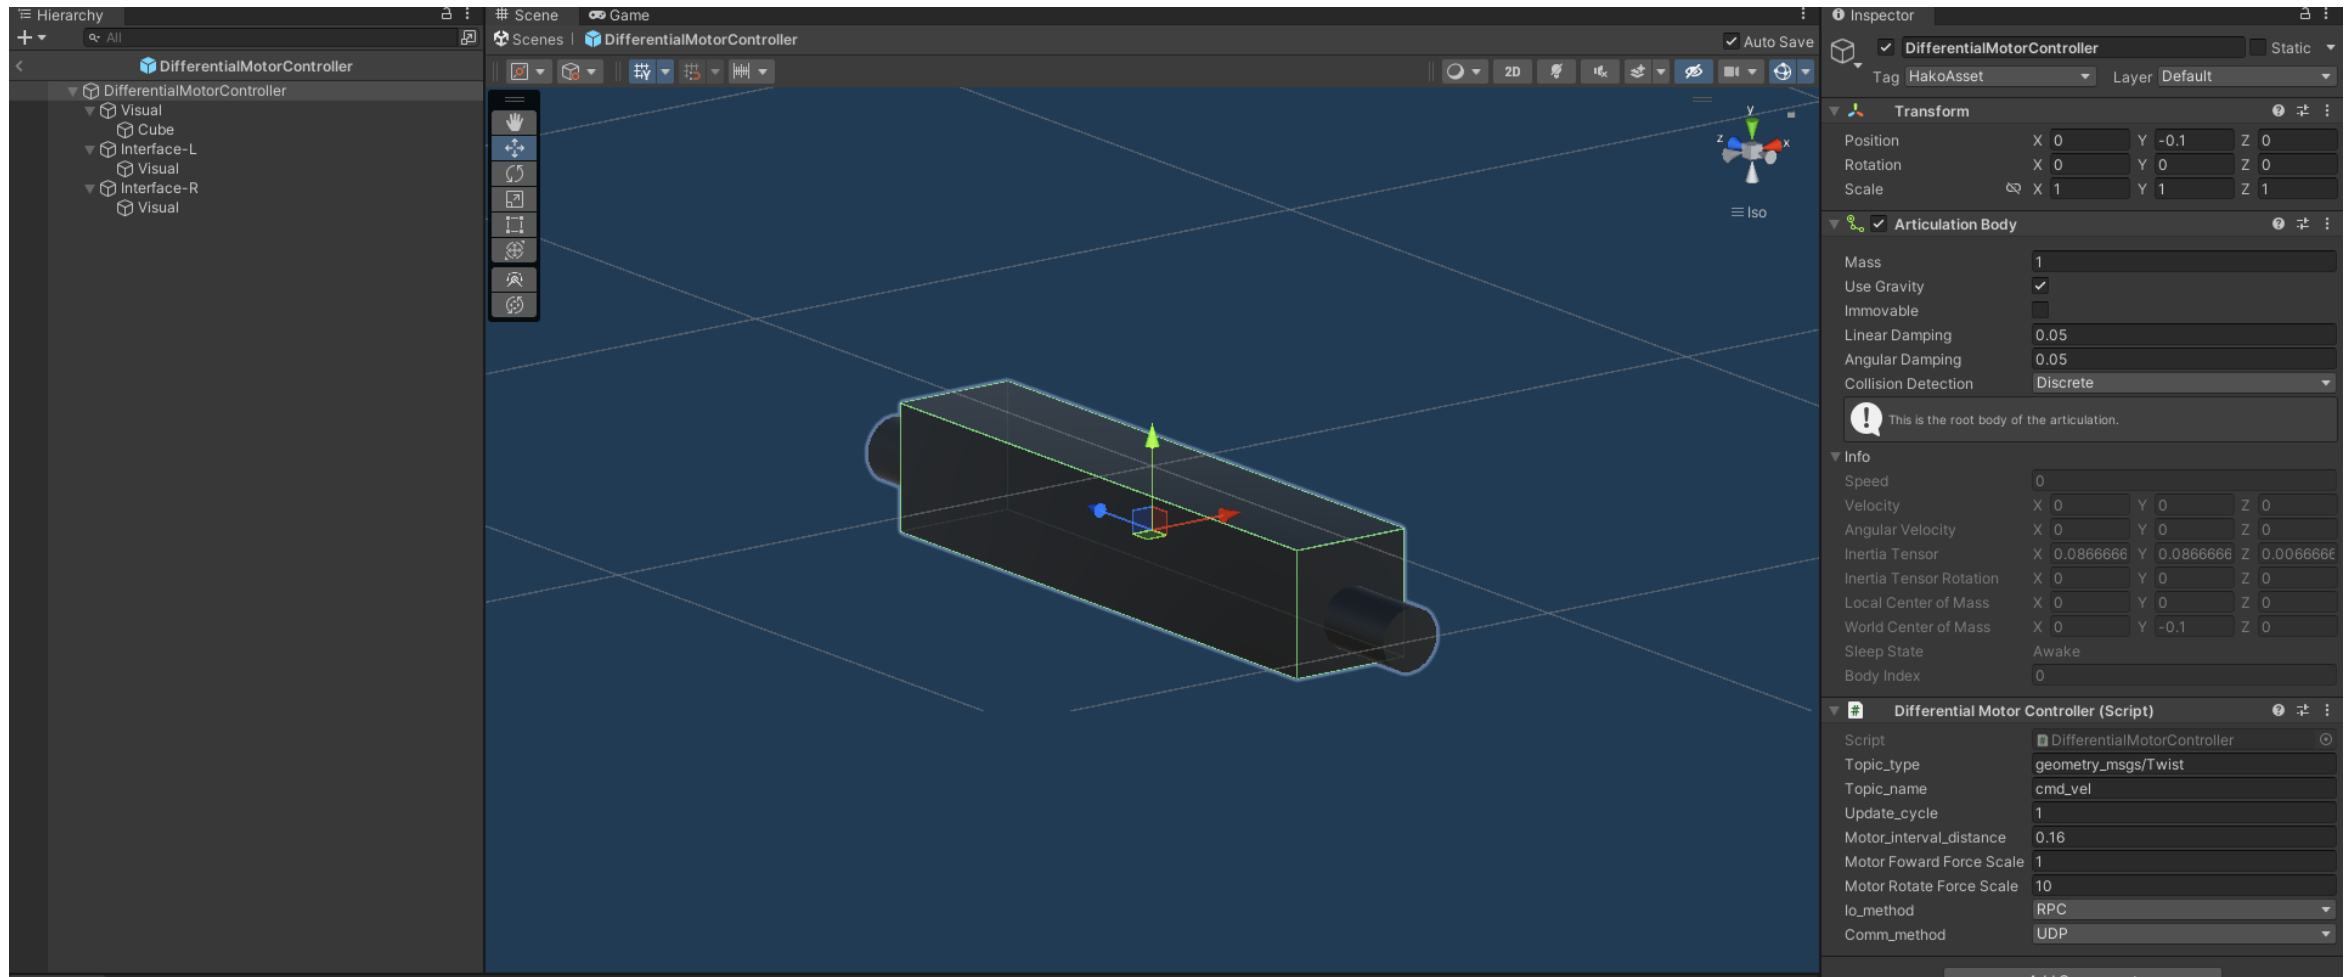 Hierarchy
All
DifferentialMotorController
DifferentialMotorController
Visual
Cube
Interface-L
Visual
Interface-R
Visual
Scene Game
Scenes | DifferentialMotorController Auto Save
2D
y
z x
Iso
Inspector
DifferentialMotorController Static
Tag HakoAsset Layer Default
Transform
Position X 0 Y -0.1 Z 0
Rotation X 0 Y 0 Z 0
Scale X 1 Y 1 Z 1
Articulation Body
Mass 1
Use Gravity
Immovable
Linear Damping 0.05
Angular Damping 0.05
Collision Detection Discrete
This is the root body of the articulation.
Info
Speed 0
Velocity X 0 Y 0 Z 0
Angular Velocity X 0 Y 0 Z 0
Inertia Tensor X 0.0866666 Y 0.0866666 Z 0.0066666
Inertia Tensor Rotation X 0 Y 0 Z 0
Local Center of Mass X 0 Y 0 Z 0
World Center of Mass X 0 Y -0.1 Z 0
Sleep State Awake
Body Index 0
Differential Motor Controller (Script)
Script DifferentialMotorController
Topic_type geometry_msgs/Twist
Topic_name cmd_vel
Update_cycle 1
Motor_interval_distance 0.16
Motor Foward Force Scale 1
Motor Rotate Force Scale 10
Io_method RPC
Comm_method UDP